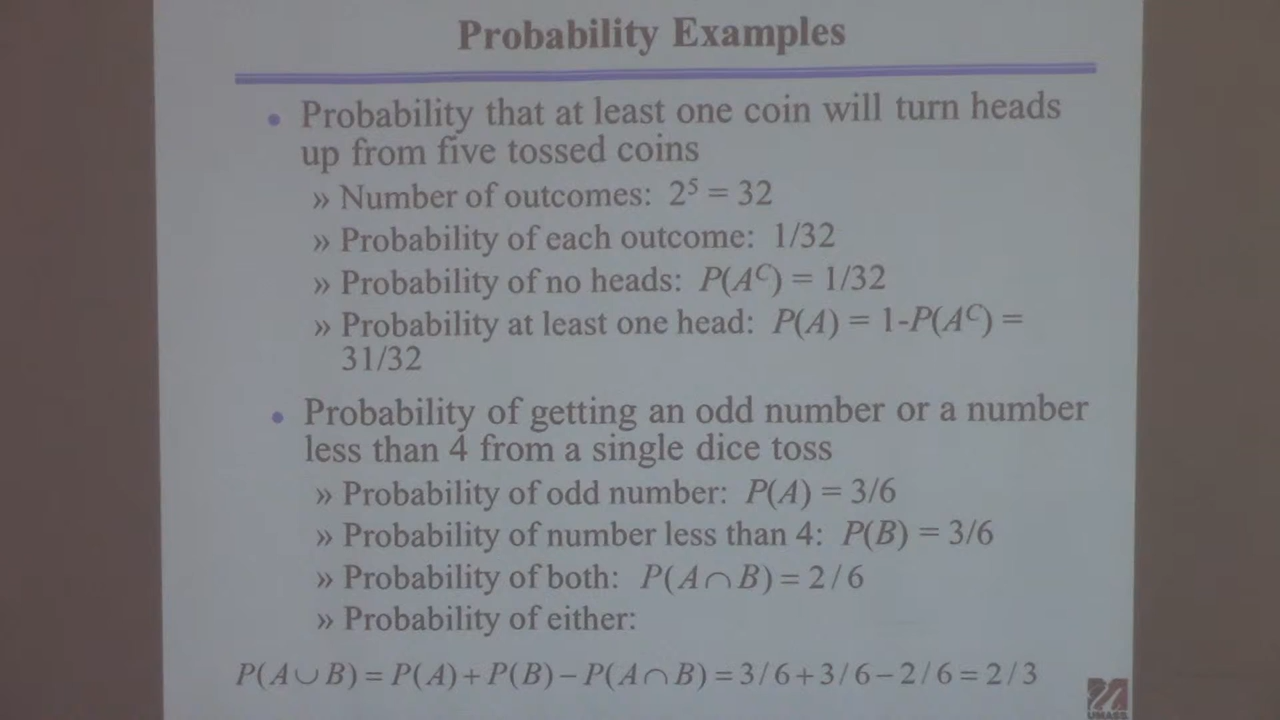 Probability Examples
• Probability that at least one coin will turn heads
up from five tossed coins
» Number of outcomes: 2⁵ = 32
» Probability of each outcome: 1/32
» Probability of no heads: P(Aᶜ) = 1/32
» Probability at least one head: P(A) = 1-P(Aᶜ) =
31/32
• Probability of getting an odd number or a number
less than 4 from a single dice toss
» Probability of odd number: P(A) = 3/6
» Probability of number less than 4: P(B) = 3/6
» Probability of both: P(A∩B) = 2/6
» Probability of either:
P(A∪B) = P(A)+P(B)−P(A∩B) = 3/6+3/6−2/6 = 2/3
UMASS